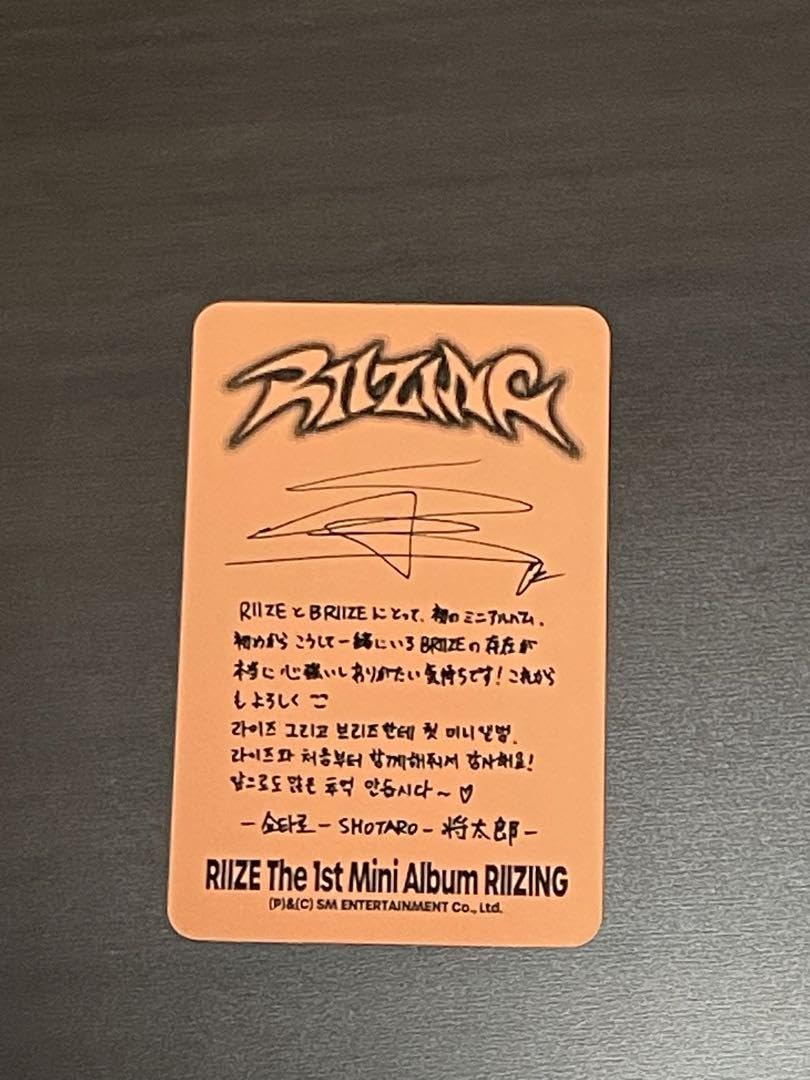 RIIZING
RIIZEとBRIIZEにとって、初のミニアルバム。
初めからこうして一緒にいるBRIIZEの存在が
本当に心強いしありがたい気持ちです!これから
もよろしく
라이즈 그리고 브리즈한테 첫 미니앨범.
라이즈와 처음부터 함께해줘서 감사해요!
앞으로도 많은 추억 만듭시다~♡
-쇼타로-SHOTARO-将太郎-
RIIZE The 1st Mini Album RIIZING
(P)&(C) SM ENTERTAINMENT Co., Ltd.